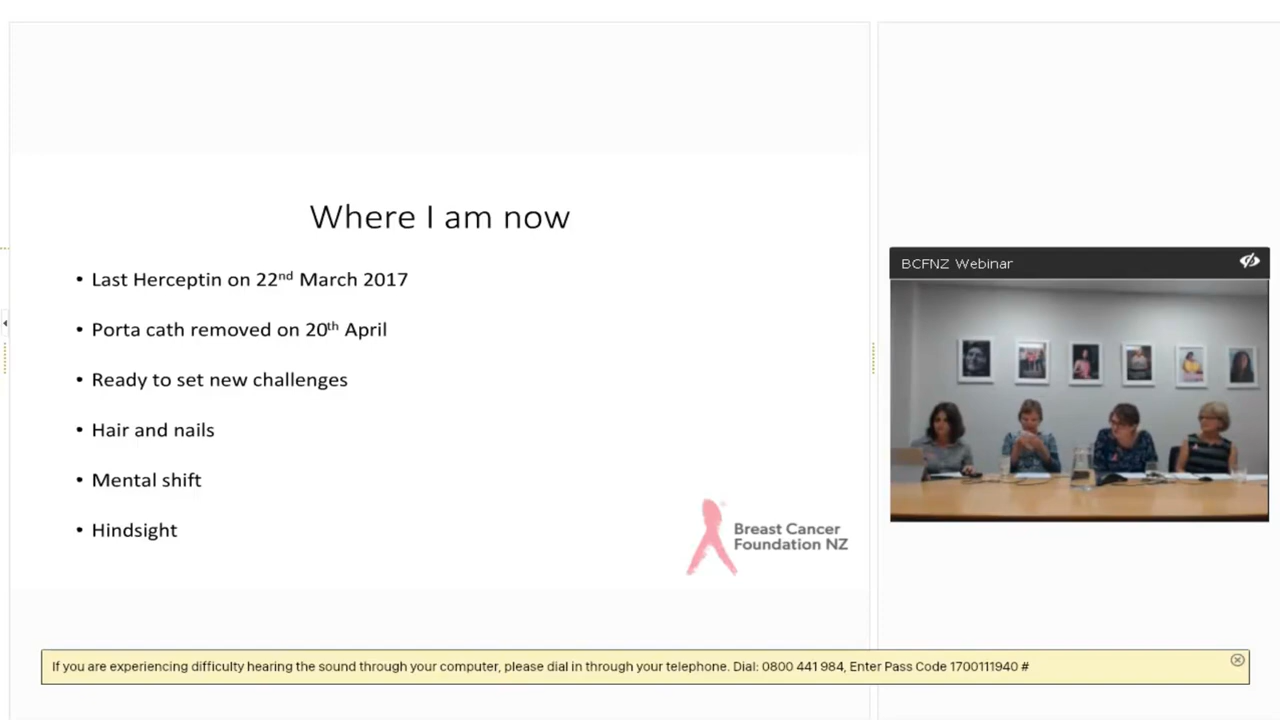 Where I am now
• Last Herceptin on 22nd March 2017
• Porta cath removed on 20th April
• Ready to set new challenges
• Hair and nails
• Mental shift
• Hindsight
Breast Cancer
Foundation NZ
BCFNZ Webinar
If you are experiencing difficulty hearing the sound through your computer, please dial in through your telephone. Dial: 0800 441 984, Enter Pass Code 1700111940 #